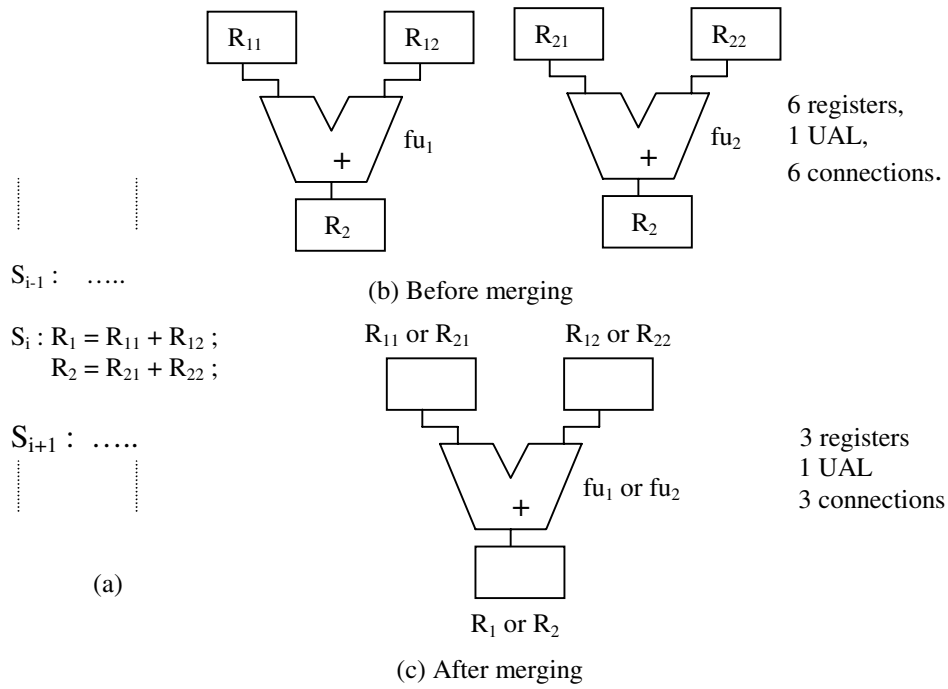 R₁₁
R₁₂
R₂₁
R₂₂
fu₁
fu₂
+
+
R₂
R₂
6 registers,
1 UAL,
6 connections.
(b) Before merging
Sᵢ₋₁ : …..
Sᵢ : R₁ = R₁₁ + R₁₂ ;
R₂ = R₂₁ + R₂₂ ;
Sᵢ₊₁ : …..
(a)
R₁₁ or R₂₁
R₁₂ or R₂₂
+
fu₁ or fu₂
R₁ or R₂
3 registers
1 UAL
3 connections
(c) After merging